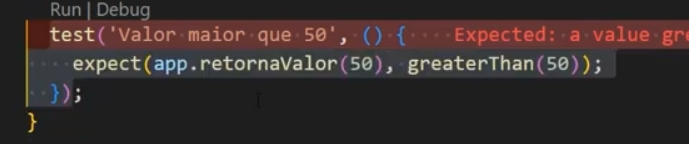 Run | Debug
test('Valor maior que 50', () { Expected: a value gre
expect(app.retornaValor(50), greaterThan(50));
});
}